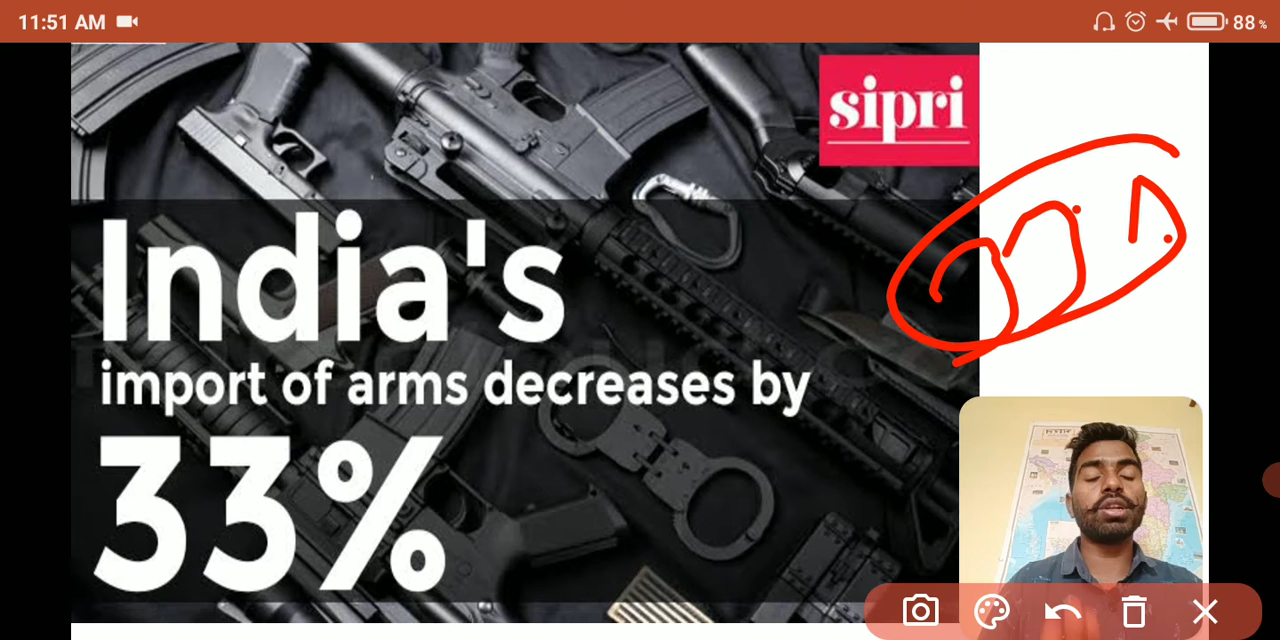 11:51 AM
88%
sipri
India's
import of arms decreases by
33%